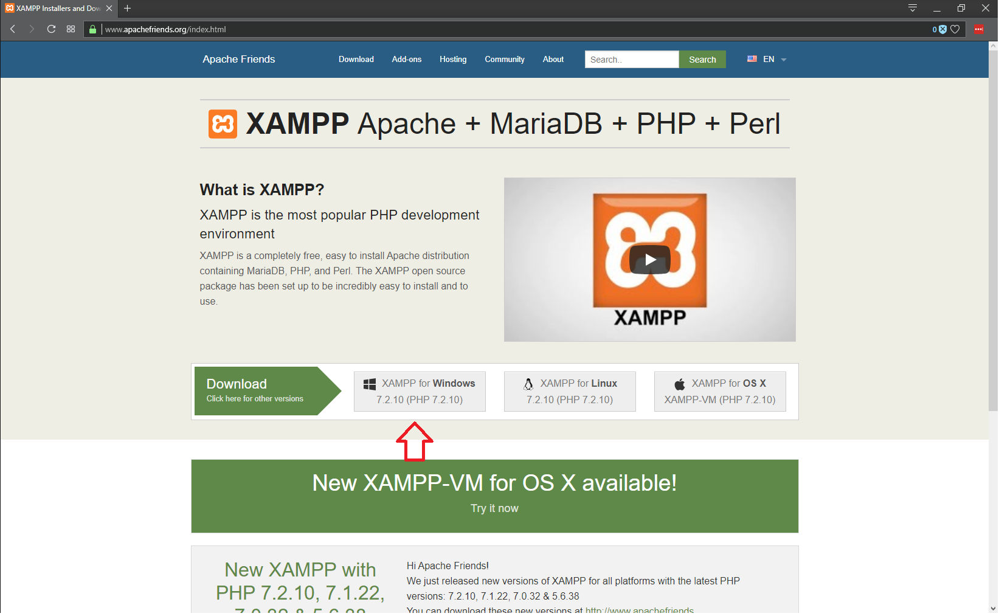 XAMPP Installers and Dow
www.apachefriends.org/index.html
0
Apache Friends
Download
Add-ons
Hosting
Community
About
Search..
Search
EN
XAMPP Apache + MariaDB + PHP + Perl
What is XAMPP?
XAMPP is the most popular PHP development
environment
XAMPP is a completely free, easy to install Apache distribution
containing MariaDB, PHP, and Perl. The XAMPP open source
package has been set up to be incredibly easy to install and to
use.
XAMPP
Download
Click here for other versions
XAMPP for Windows
7.2.10 (PHP 7.2.10)
XAMPP for Linux
7.2.10 (PHP 7.2.10)
XAMPP for OS X
XAMPP-VM (PHP 7.2.10)
New XAMPP-VM for OS X available!
Try it now
New XAMPP with
PHP 7.2.10, 7.1.22,
7.0.32 & 5.6.38
Hi Apache Friends!
We just released new versions of XAMPP for all platforms with the latest PHP
versions: 7.2.10, 7.1.22, 7.0.32 & 5.6.38
You can download these new versions at http://www.apachefriends.